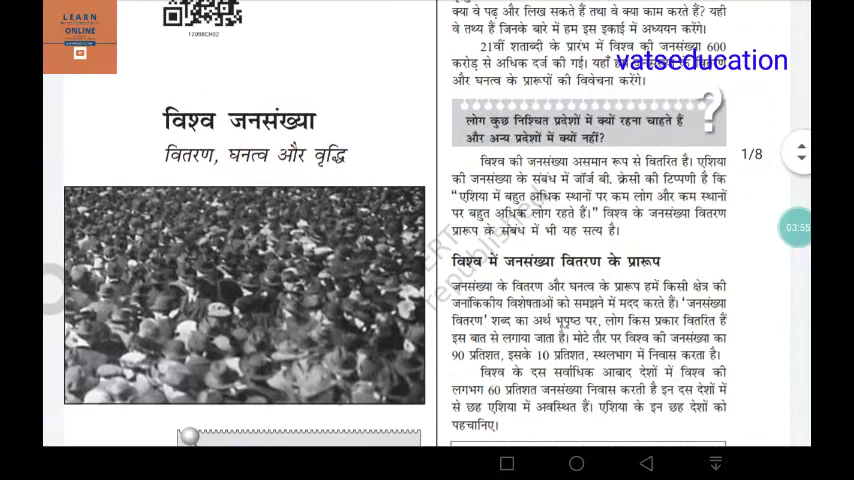 LEARN
ONLINE
1209BCH02
विश्व जनसंख्या
वितरण, घनत्व और वृद्धि
क्या वे पढ़ और लिख सकते हैं तथा वे क्या काम करते हैं? यही
वे तथ्य हैं जिनके बारे में हम इस इकाई में अध्ययन करेंगे।
21वीं शताब्दी के प्रारंभ में विश्व की जनसंख्या 600
करोड़ से अधिक दर्ज की गई। यहाँ हम जनसंख्या के वितरण
vatseducation
और घनत्व के प्रारूपों की विवेचना करेंगे।
लोग कुछ निश्चित प्रदेशों में क्यों रहना चाहते हैं
और अन्य प्रदेशों में क्यों नहीं?
?
विश्व की जनसंख्या असमान रूप से वितरित है। एशिया
की जनसंख्या के संबंध में जॉर्ज बी. क्रेसी की टिप्पणी है कि
“एशिया में बहुत अधिक स्थानों पर कम लोग और कम स्थानों
पर बहुत अधिक लोग रहते हैं।” विश्व के जनसंख्या वितरण
प्रारूप के संबंध में भी यह सत्य है।
विश्व में जनसंख्या वितरण के प्रारूप
जनसंख्या के वितरण और घनत्व के प्रारूप हमें किसी क्षेत्र की
जनांकिकीय विशेषताओं को समझने में मदद करते हैं। ‘जनसंख्या
वितरण’ शब्द का अर्थ भूपृष्ठ पर, लोग किस प्रकार वितरित हैं
इस बात से लगाया जाता है। मोटे तौर पर विश्व की जनसंख्या का
90 प्रतिशत, इसके 10 प्रतिशत, स्थलभाग में निवास करता है।
विश्व के दस सर्वाधिक आबाद देशों में विश्व की
लगभग 60 प्रतिशत जनसंख्या निवास करती है इन दस देशों में
से छह एशिया में अवस्थित हैं। एशिया के इन छह देशों को
पहचानिए।
republished
1/8
03:55